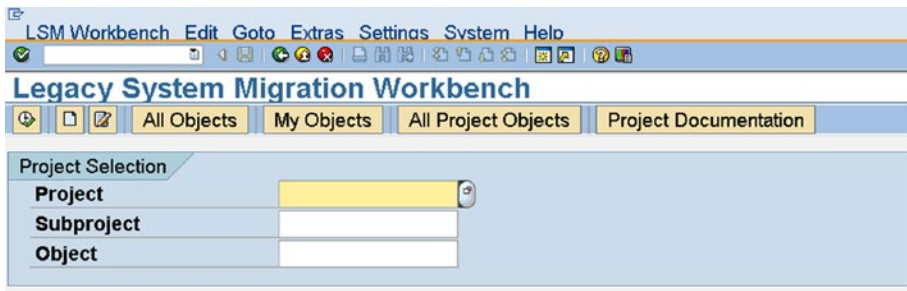 LSM Workbench Edit Goto Extras Settings System Help
Legacy System Migration Workbench
All Objects My Objects All Project Objects Project Documentation
Project Selection
Project
Subproject
Object